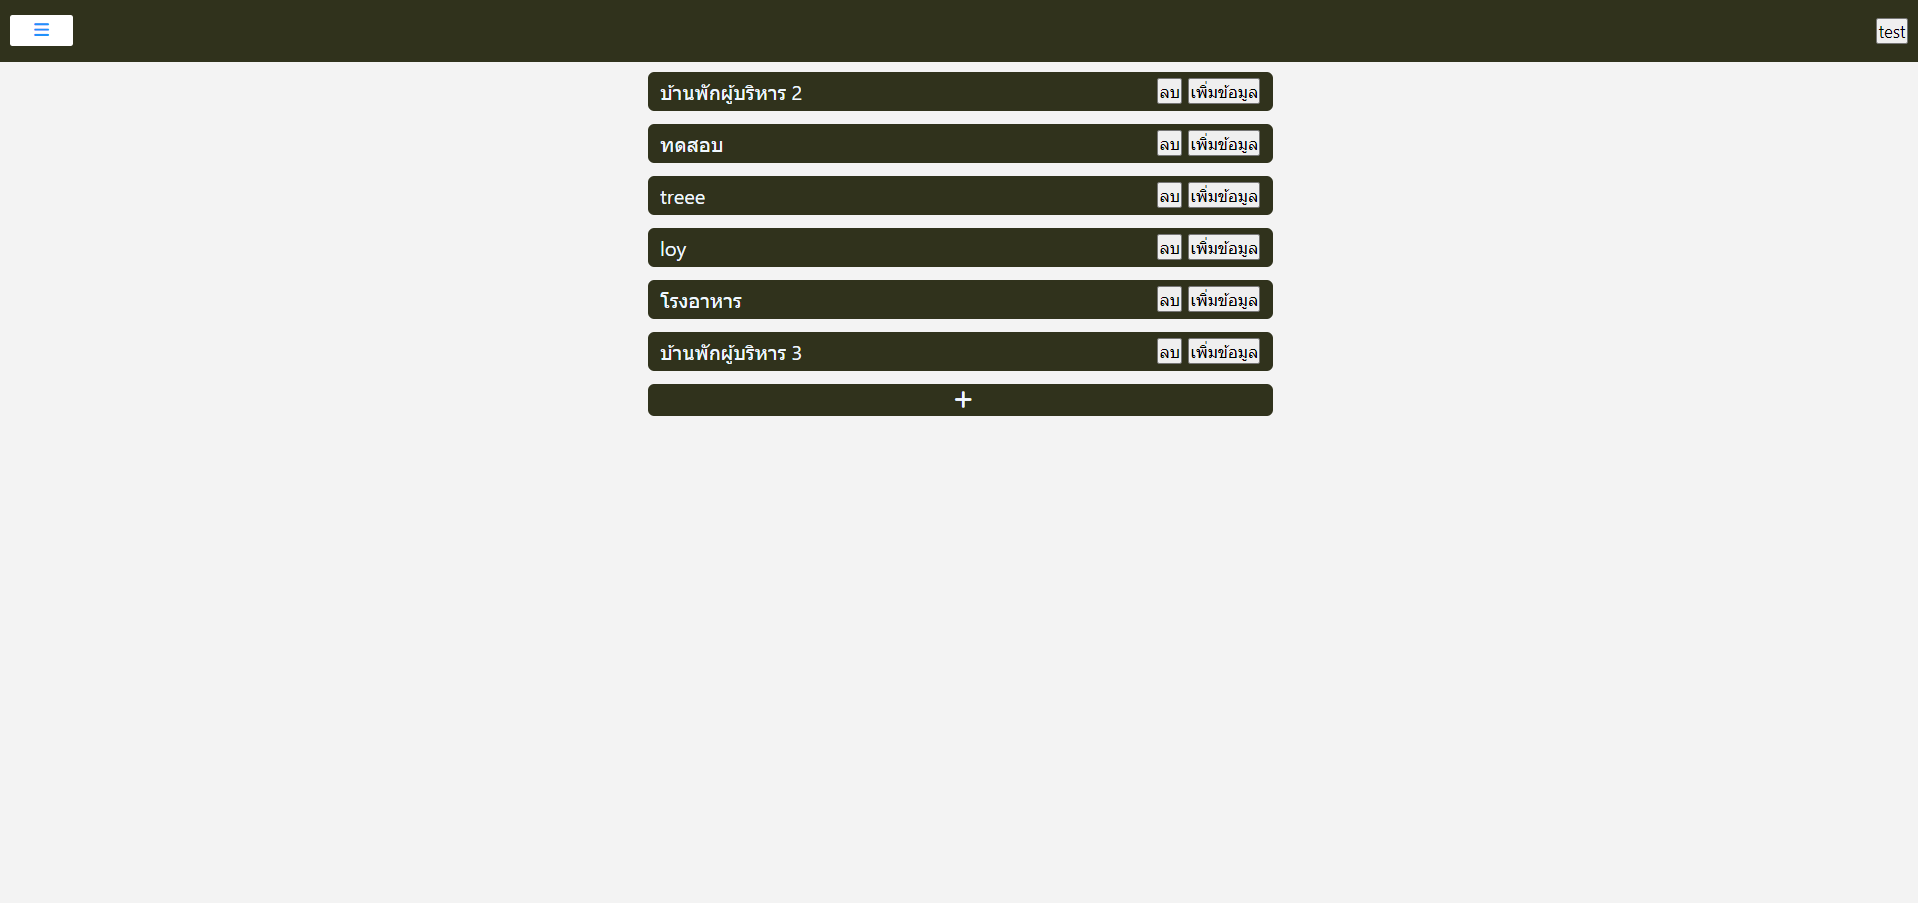 test
บ้านพักผู้บริหาร 2 ลบ เพิ่มข้อมูล
ทดสอบ ลบ เพิ่มข้อมูล
treee ลบ เพิ่มข้อมูล
loy ลบ เพิ่มข้อมูล
โรงอาหาร ลบ เพิ่มข้อมูล
บ้านพักผู้บริหาร 3 ลบ เพิ่มข้อมูล